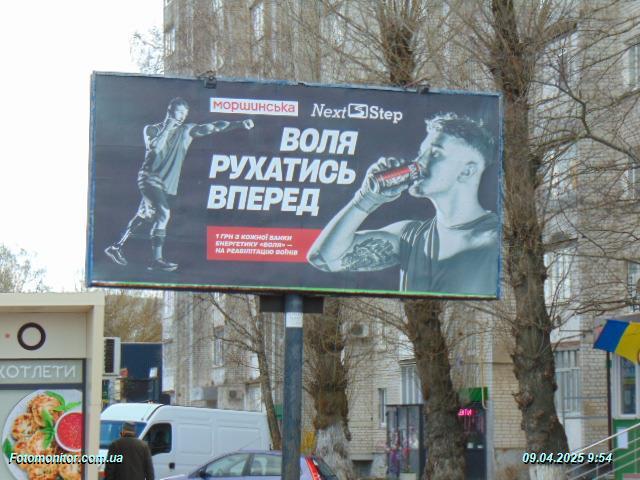 моршинська
Next Step
ВОЛЯ
РУХАТИСЬ
ВПЕРЕД
1 ГРН З КОЖНОЇ БАНКИ
ЕНЕРГЕТИКУ «ВОЛЯ» –
НА РЕАБІЛІТАЦІЮ ВОЇНІВ
КОТЛЕТИ
Fotomonitor.com.ua
09.04.2025 9:54